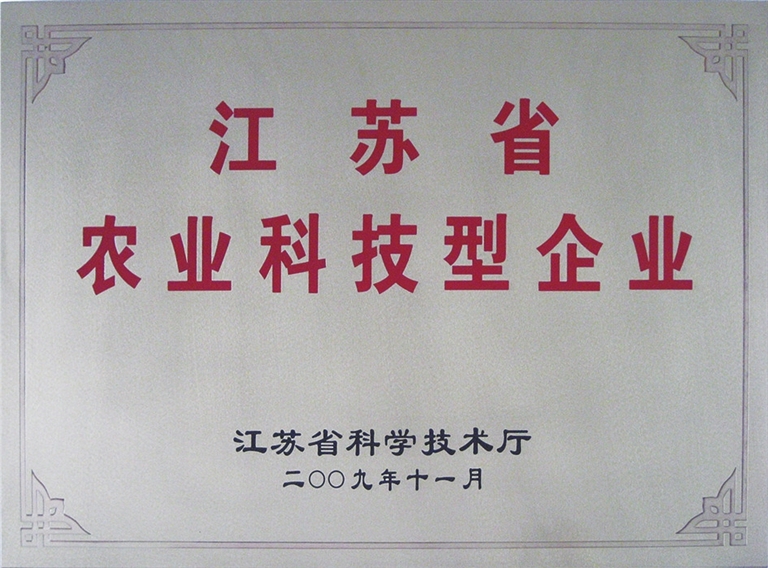 江苏省
农业科技型企业
江苏省科学技术厅
二〇〇九年十一月